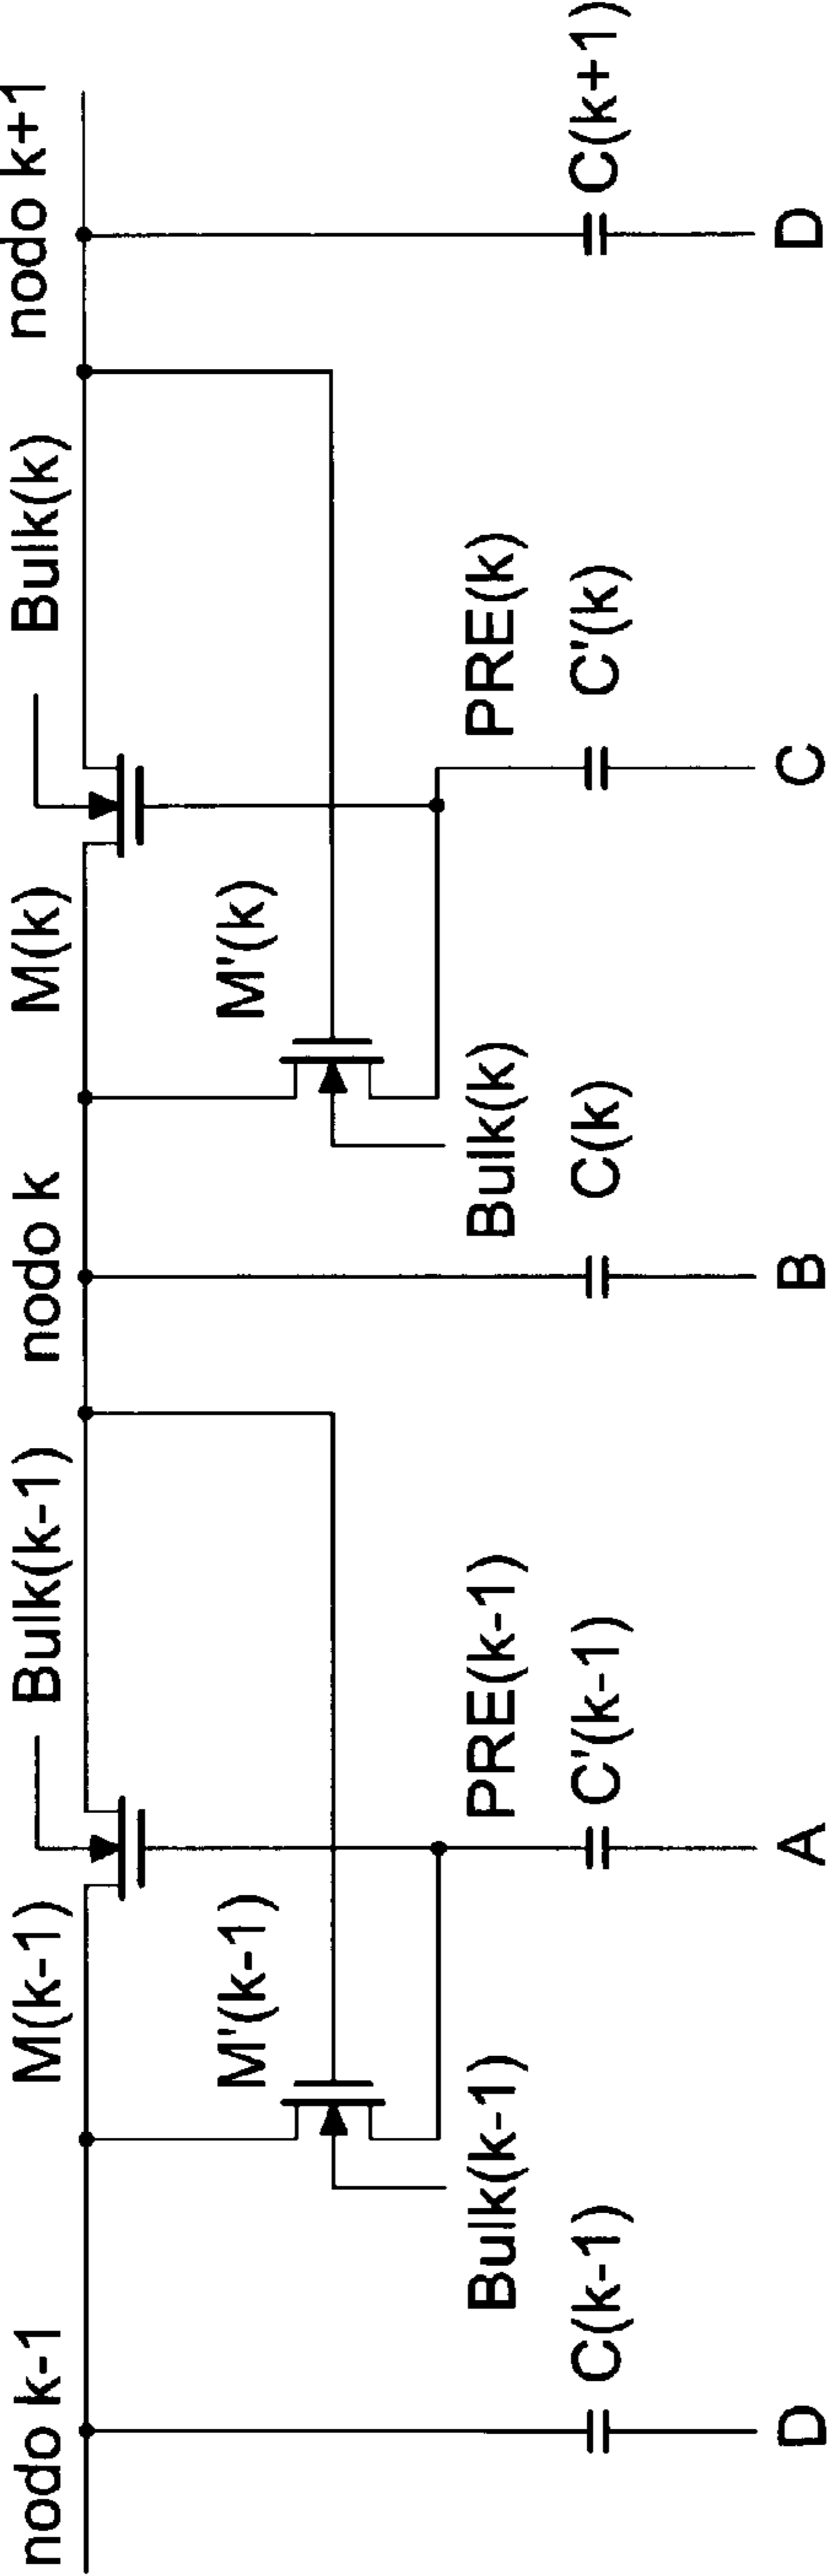 nodo k-1
M(k-1)
Bulk(k-1)
nodo k
M(k)
Bulk(k)
nodo k+1
M'(k-1)
M'(k)
Bulk(k-1)
PRE(k-1)
Bulk(k)
PRE(k)
C(k-1)
C'(k-1)
C(k)
C'(k)
C(k+1)
D
A
B
C
D